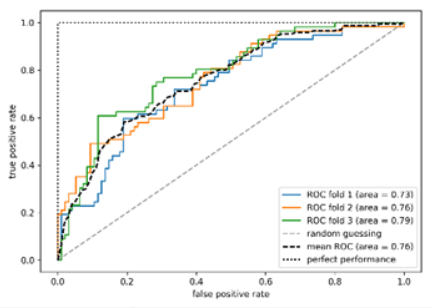 1.0
0.8
0.6
0.4
0.2
0.0
true positive rate
ROC fold 1 (area = 0.73)
ROC fold 2 (area = 0.76)
ROC fold 3 (area = 0.79)
random guessing
mean ROC (area = 0.76)
perfect performance
0.0 0.2 0.4 0.6 0.8 1.0
false positive rate